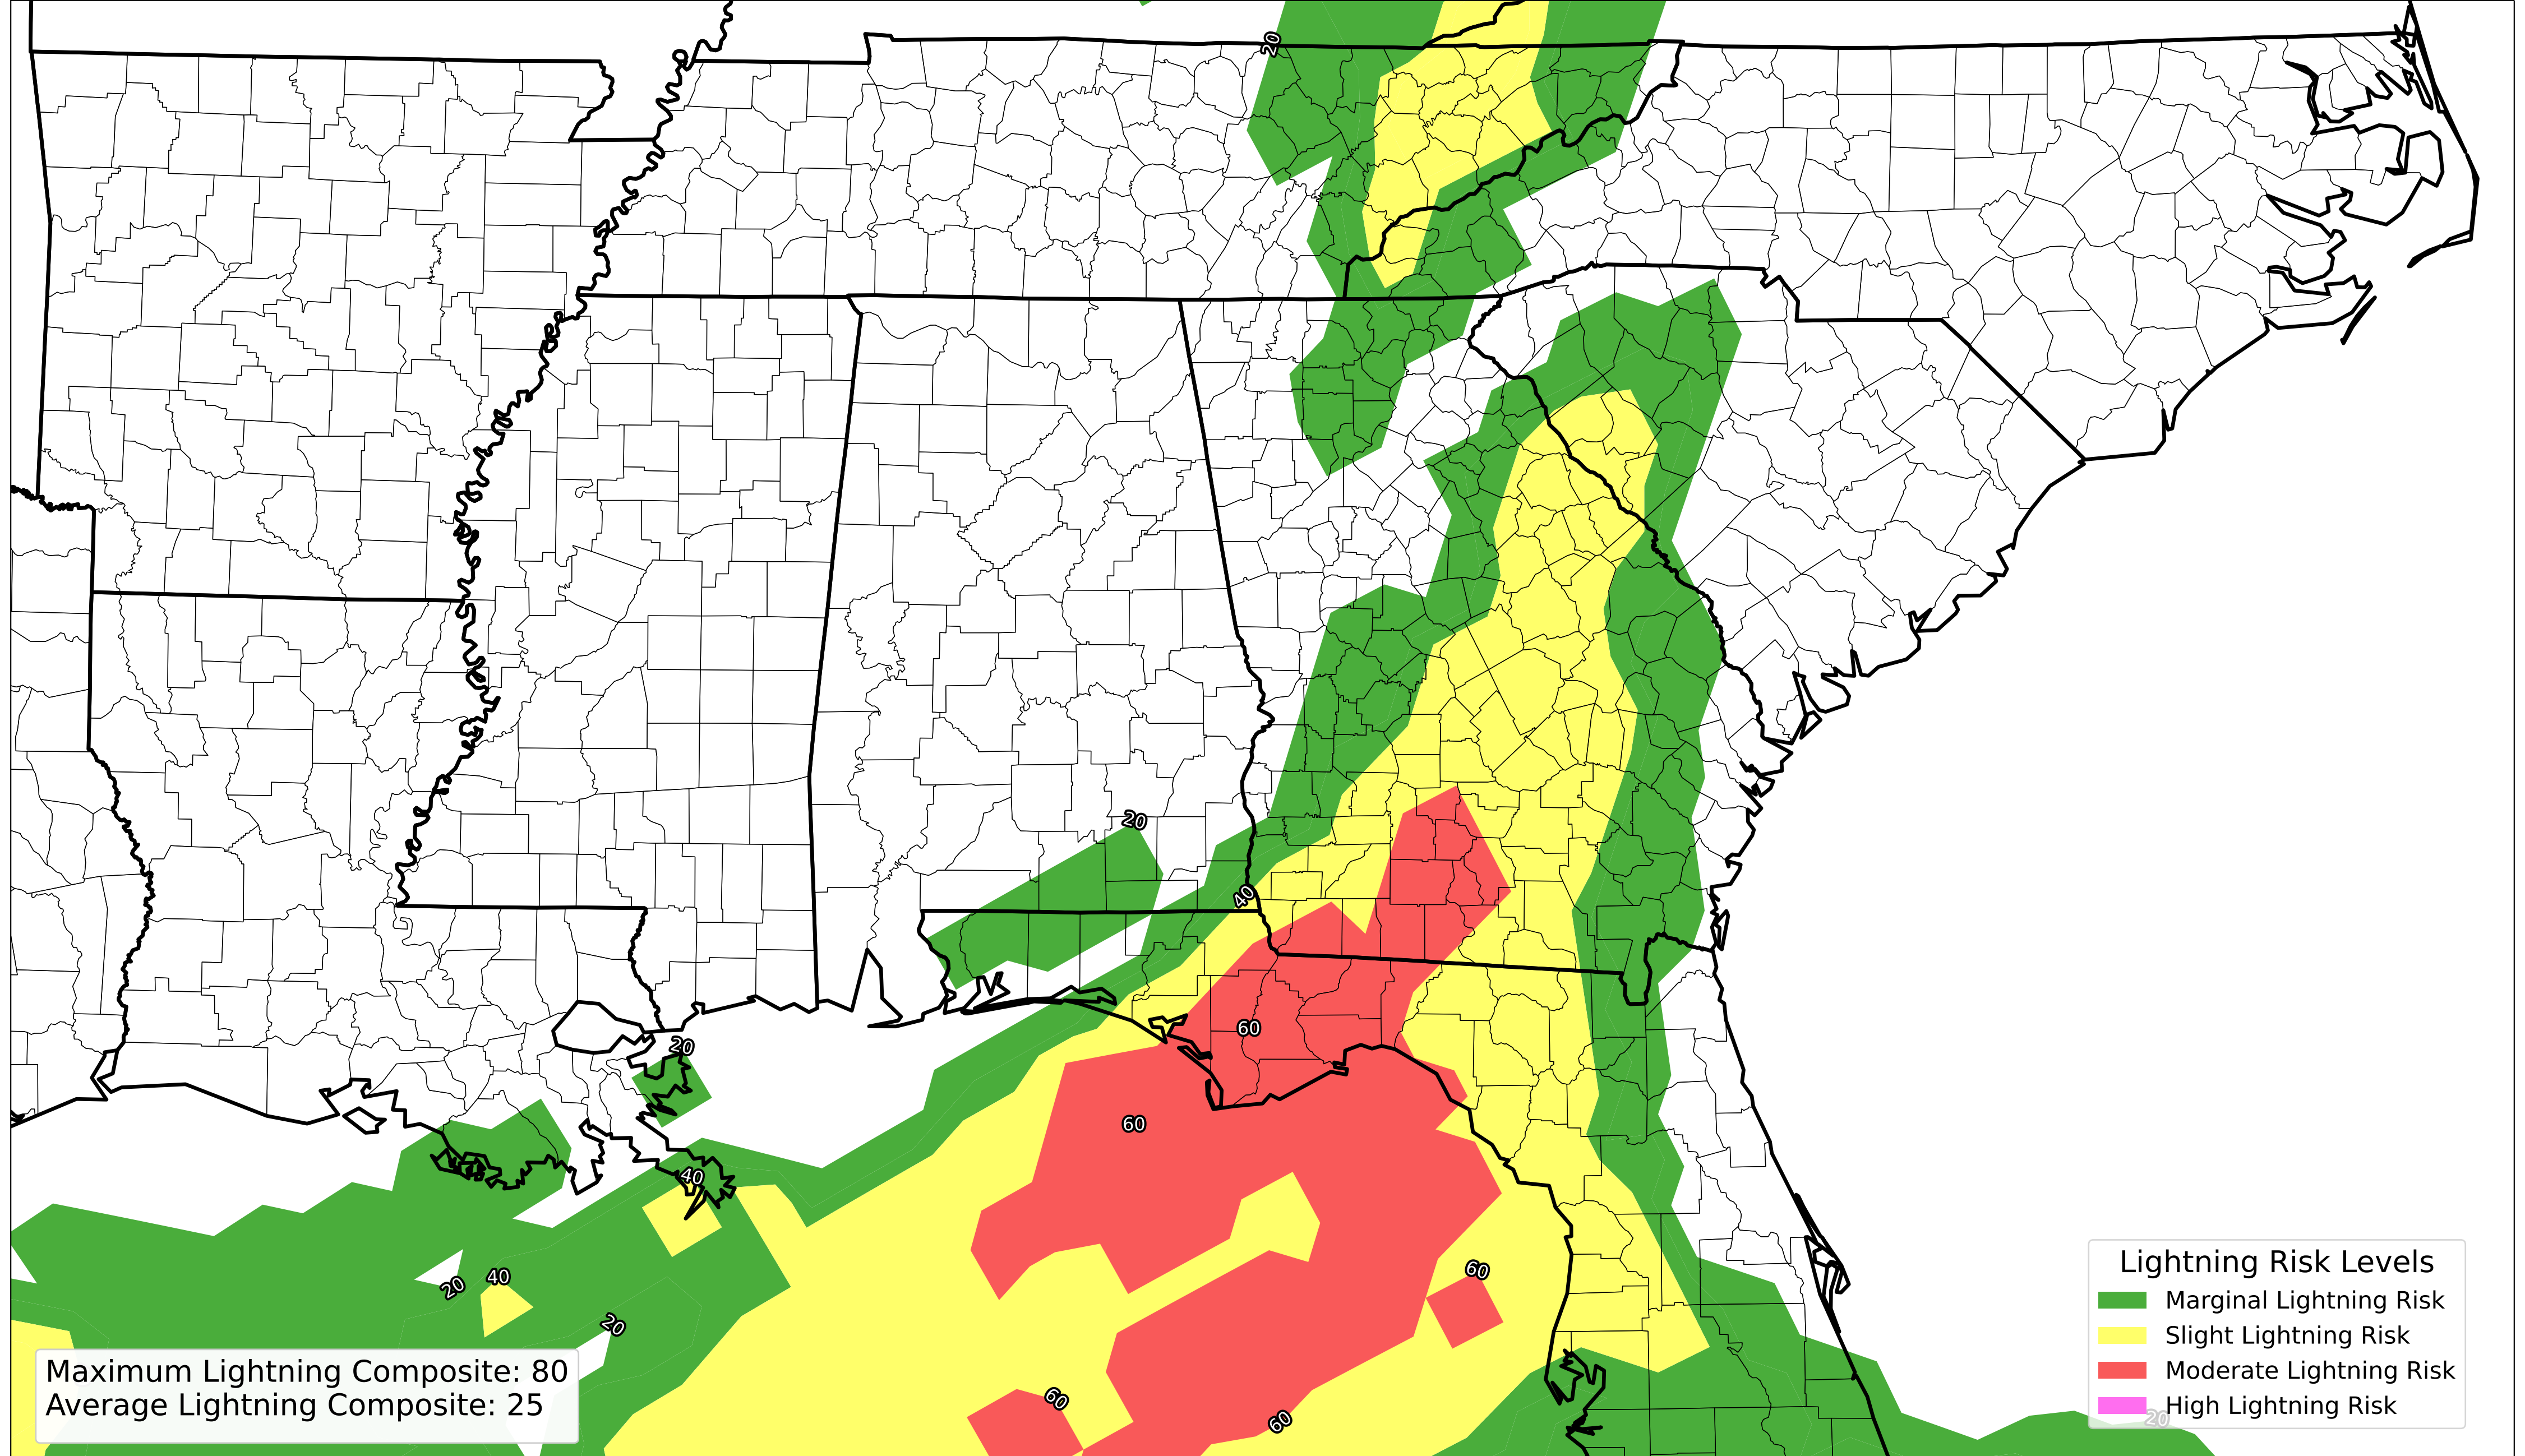 20
20
40
60
20
60
40
60
20
40
20
60
60
20
Lightning Risk Levels
Marginal Lightning Risk
Slight Lightning Risk
Moderate Lightning Risk
High Lightning Risk
Maximum Lightning Composite: 80
Average Lightning Composite: 25